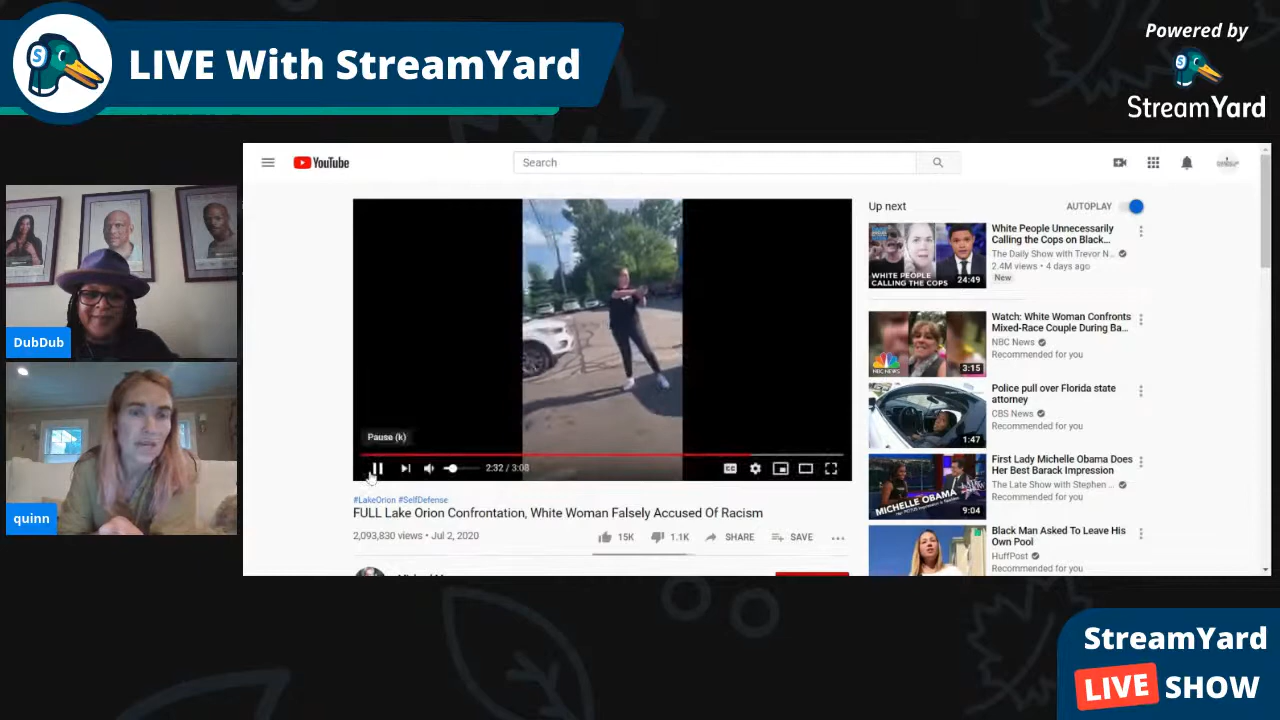 LIVE With StreamYard
Powered by
StreamYard
YouTube
Search
DubDub
quinn
Pause (k)
2:32 / 3:08
#LakeOrion #SelfDefense
FULL Lake Orion Confrontation, White Woman Falsely Accused Of Racism
2,093,830 views • Jul 2, 2020
15K
1.1K
SHARE
SAVE
Up next
AUTOPLAY
WHITE PEOPLE
CALLING THE COPS
24:49
White People Unnecessarily
Calling the Cops on Black...
The Daily Show with Trevor N...
2.4M views • 4 days ago
New
NBC NEWS
3:15
Watch: White Woman Confronts
Mixed-Race Couple During Ba...
NBC News
Recommended for you
1:47
Police pull over Florida state
attorney
CBS News
Recommended for you
MICHELLE OBAMA
9:04
First Lady Michelle Obama Does
Her Best Barack Impression
The Late Show with Stephen ...
Recommended for you
Black Man Asked To Leave His
Own Pool
HuffPost
Recommended for you
StreamYard
LIVE SHOW